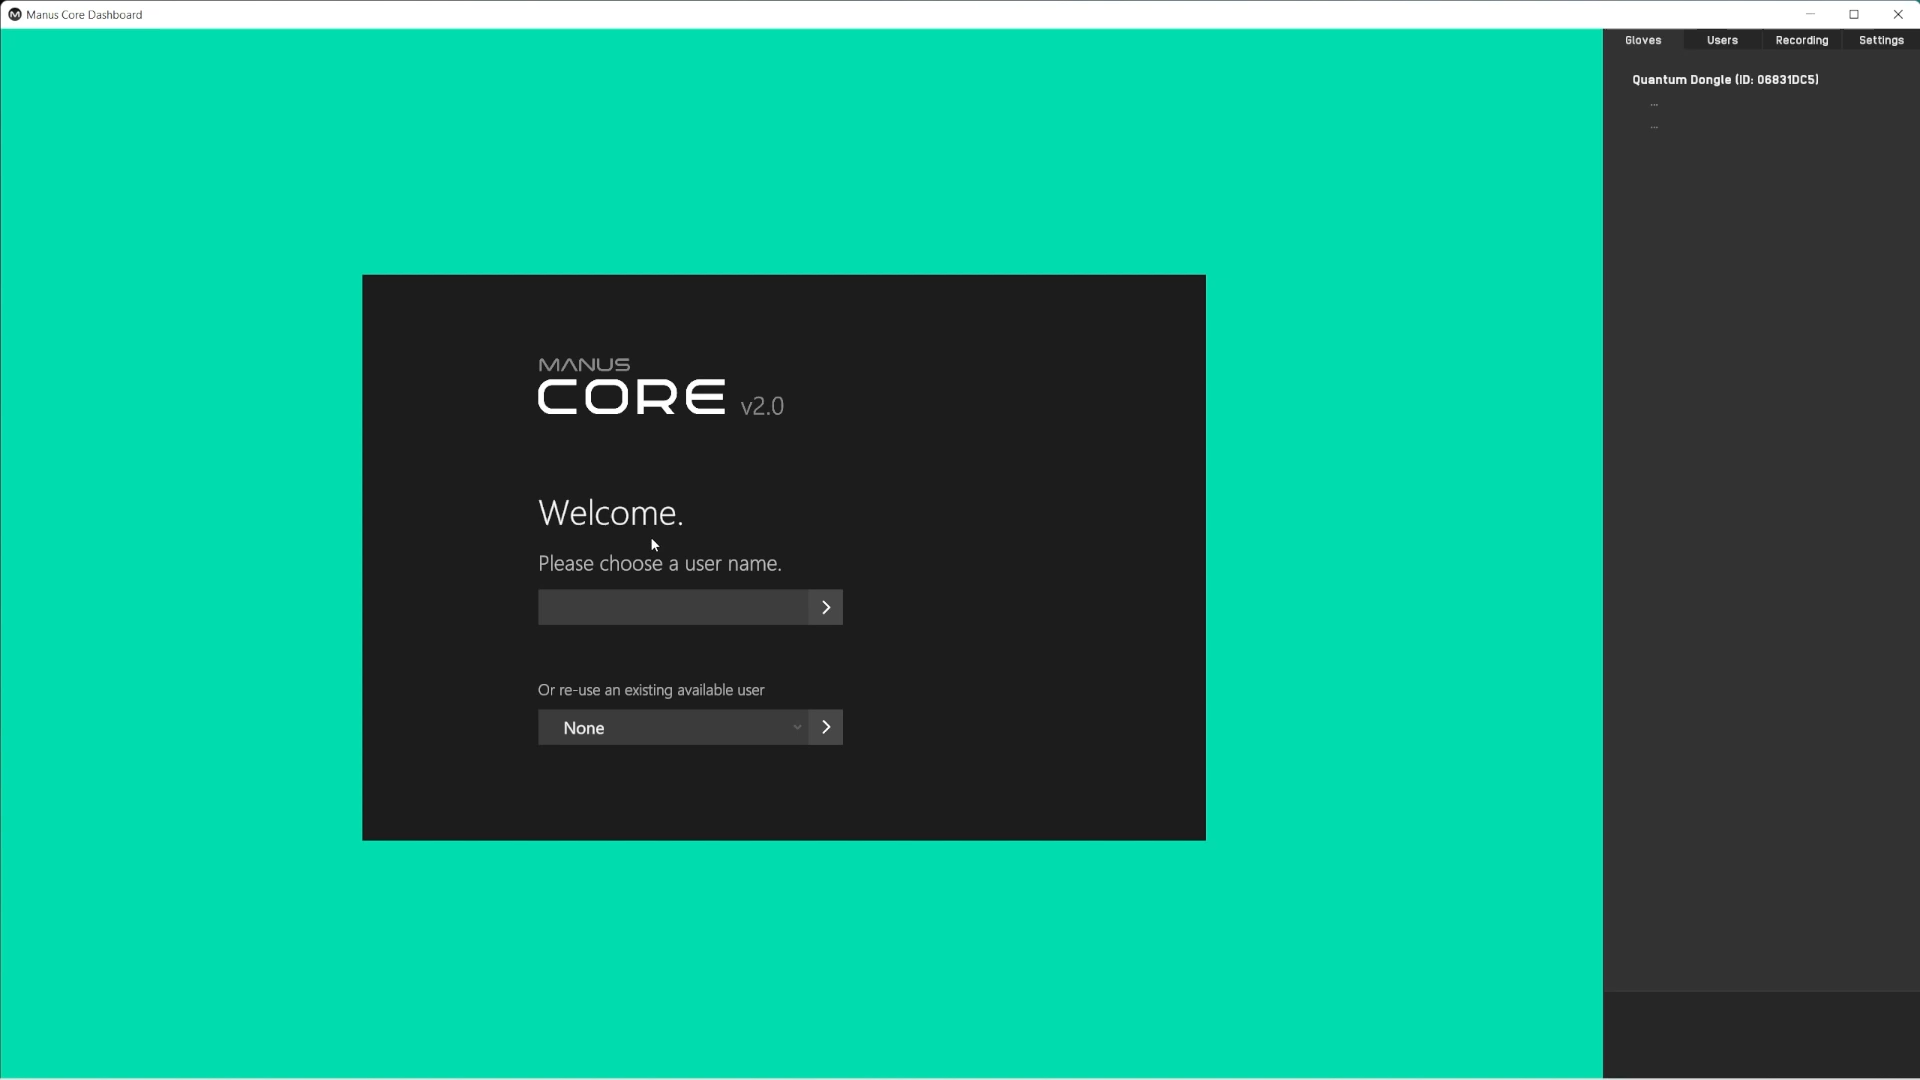 Manus Core Dashboard
Gloves Users Recording Settings
Quantum Dongle (ID: 06831DC5)
...
...
MANUS
CORE v2.0
Welcome.
Please choose a user name.
Or re-use an existing available user
None